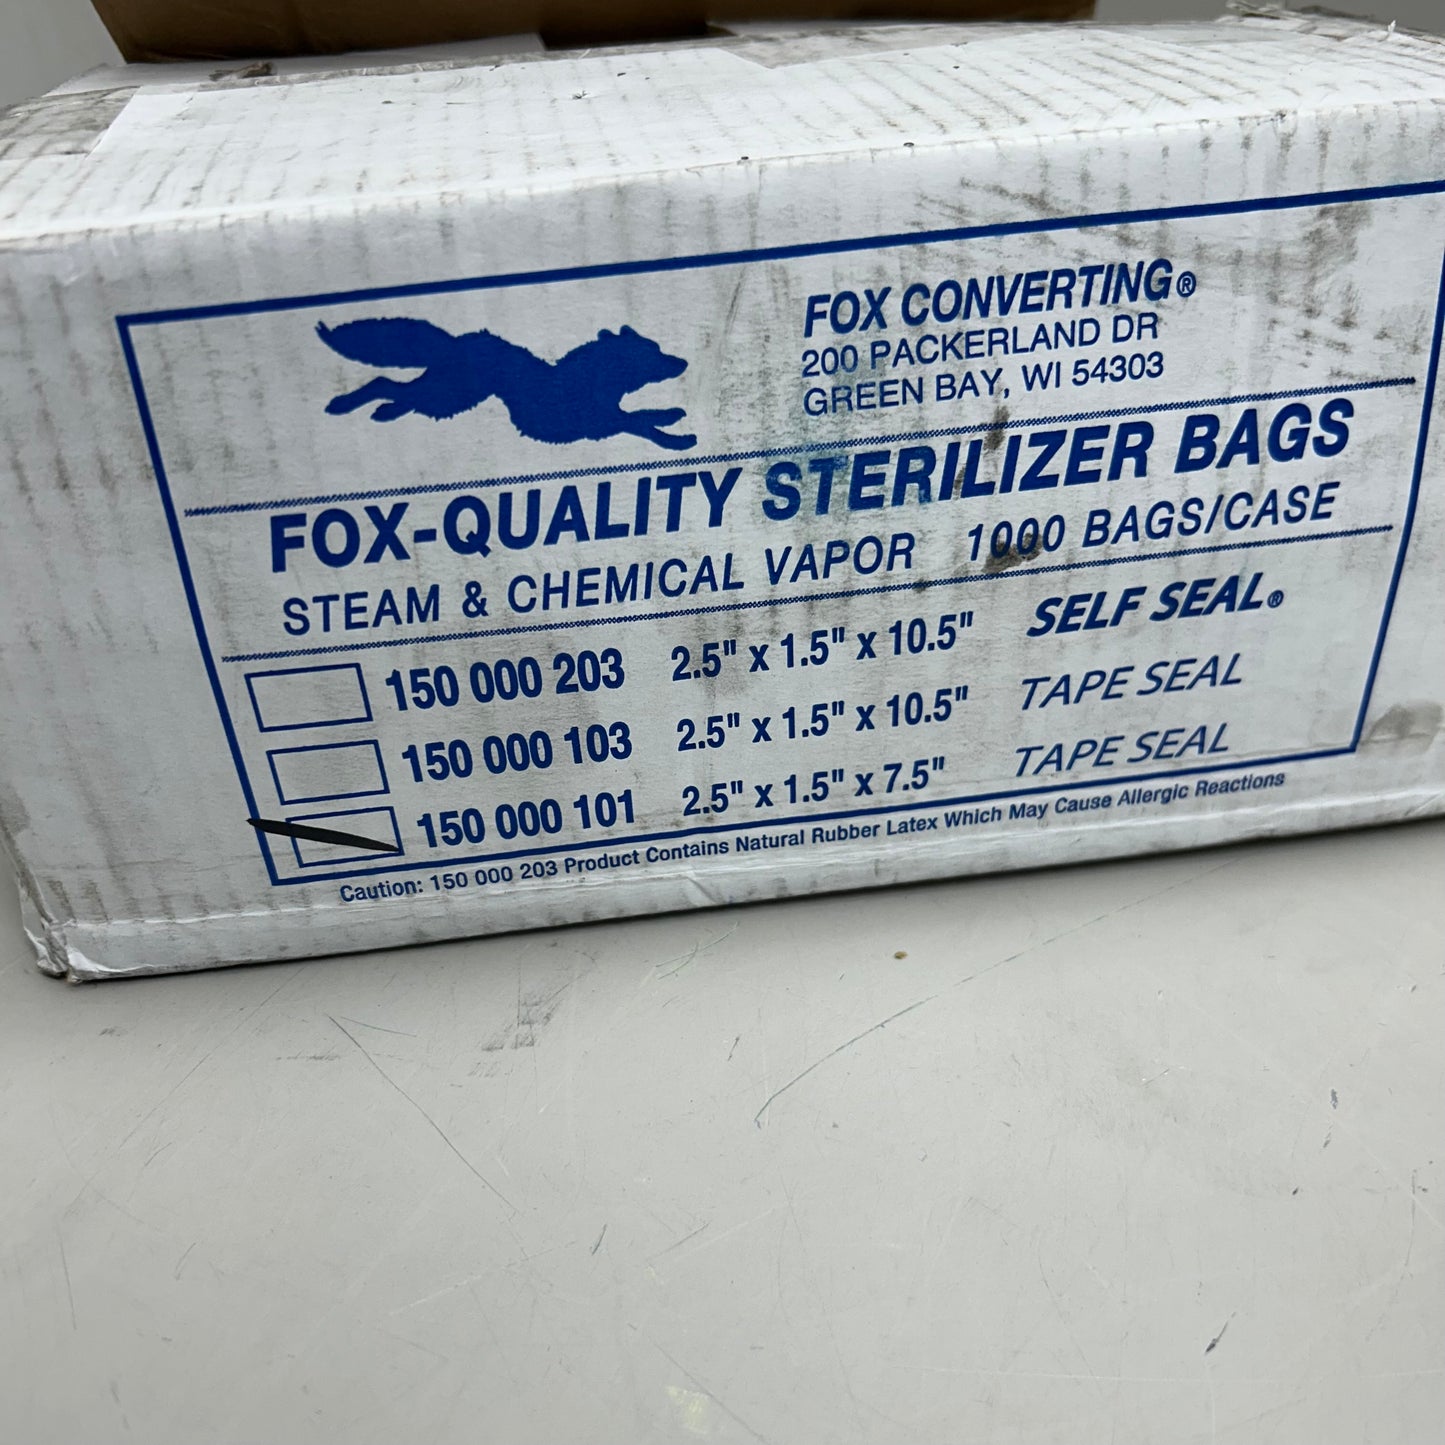 FOX CONVERTING®
200 PACKERLAND DR
GREEN BAY, WI 54303
FOX-QUALITY STERILIZER BAGS
STEAM & CHEMICAL VAPOR 1000 BAGS/CASE
150 000 203 2.5" x 1.5" x 10.5" SELF SEAL®
150 000 103 2.5" x 1.5" x 10.5" TAPE SEAL
150 000 101 2.5" x 1.5" x 7.5" TAPE SEAL
Caution: 150 000 203 Product Contains Natural Rubber Latex Which May Cause Allergic Reactions